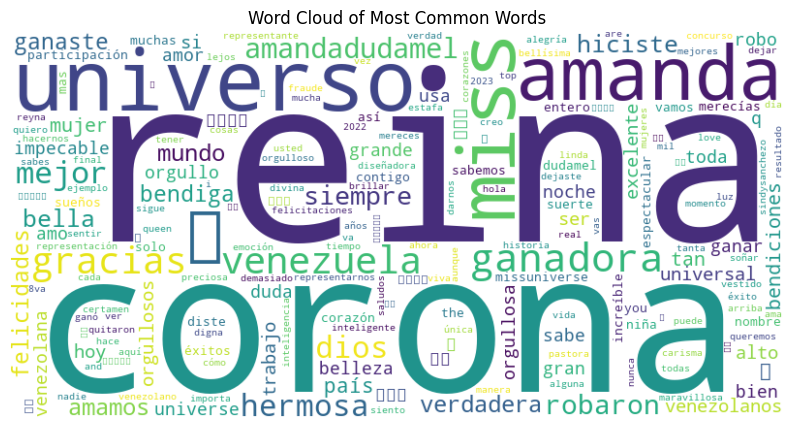 Word Cloud of Most Common Words
ganaste muchas si representante verdad amandadudamel miss hiciste alegría are concurso mejores robo
participación amor lejos bellísima dejar
universo mas fraude vez 2023 top corazones usa amanda
reyna mucha estafa entero vamos merecías dia
quiero cosas 2022 así mereces creo q
hacernos mujer tener usted grande excelente mujeres mil love
impecable sabes final mundo orgulloso diseñadora sabemos linda dudamel toda resultado
mejor ejemplo orgullo divina brillar contigo hola dejaste noche espectacular sindysanchezo
sueños bendiga siempre felicitaciones suerte luz
bella sigue queen años real vas ser momento
amo sentir solo va reina bendiciones
representación emoción tiempo ahora historia tanta ganar soñar
gracias venezuela ganadora tan
felicidades cada preciosa representarnos aunque missuniverse universal vestido
8va demasiado saludos viva increíble éxito
certamen duda inteligencia corazón the única orgullosa vida you arriba
gano ver diste inteligente niña nombre ama
orgullosos quitaron digna corona sabe puede queremos
venezolana hoy hace trabajo dios pastora carisma alto
aquí éxitos belleza gran alguna nunca todas
and cómo país verdadera bien
nadie venezolano importa siento manera robaron maravillosa
amamos universe hermosa venezolanos
darnos